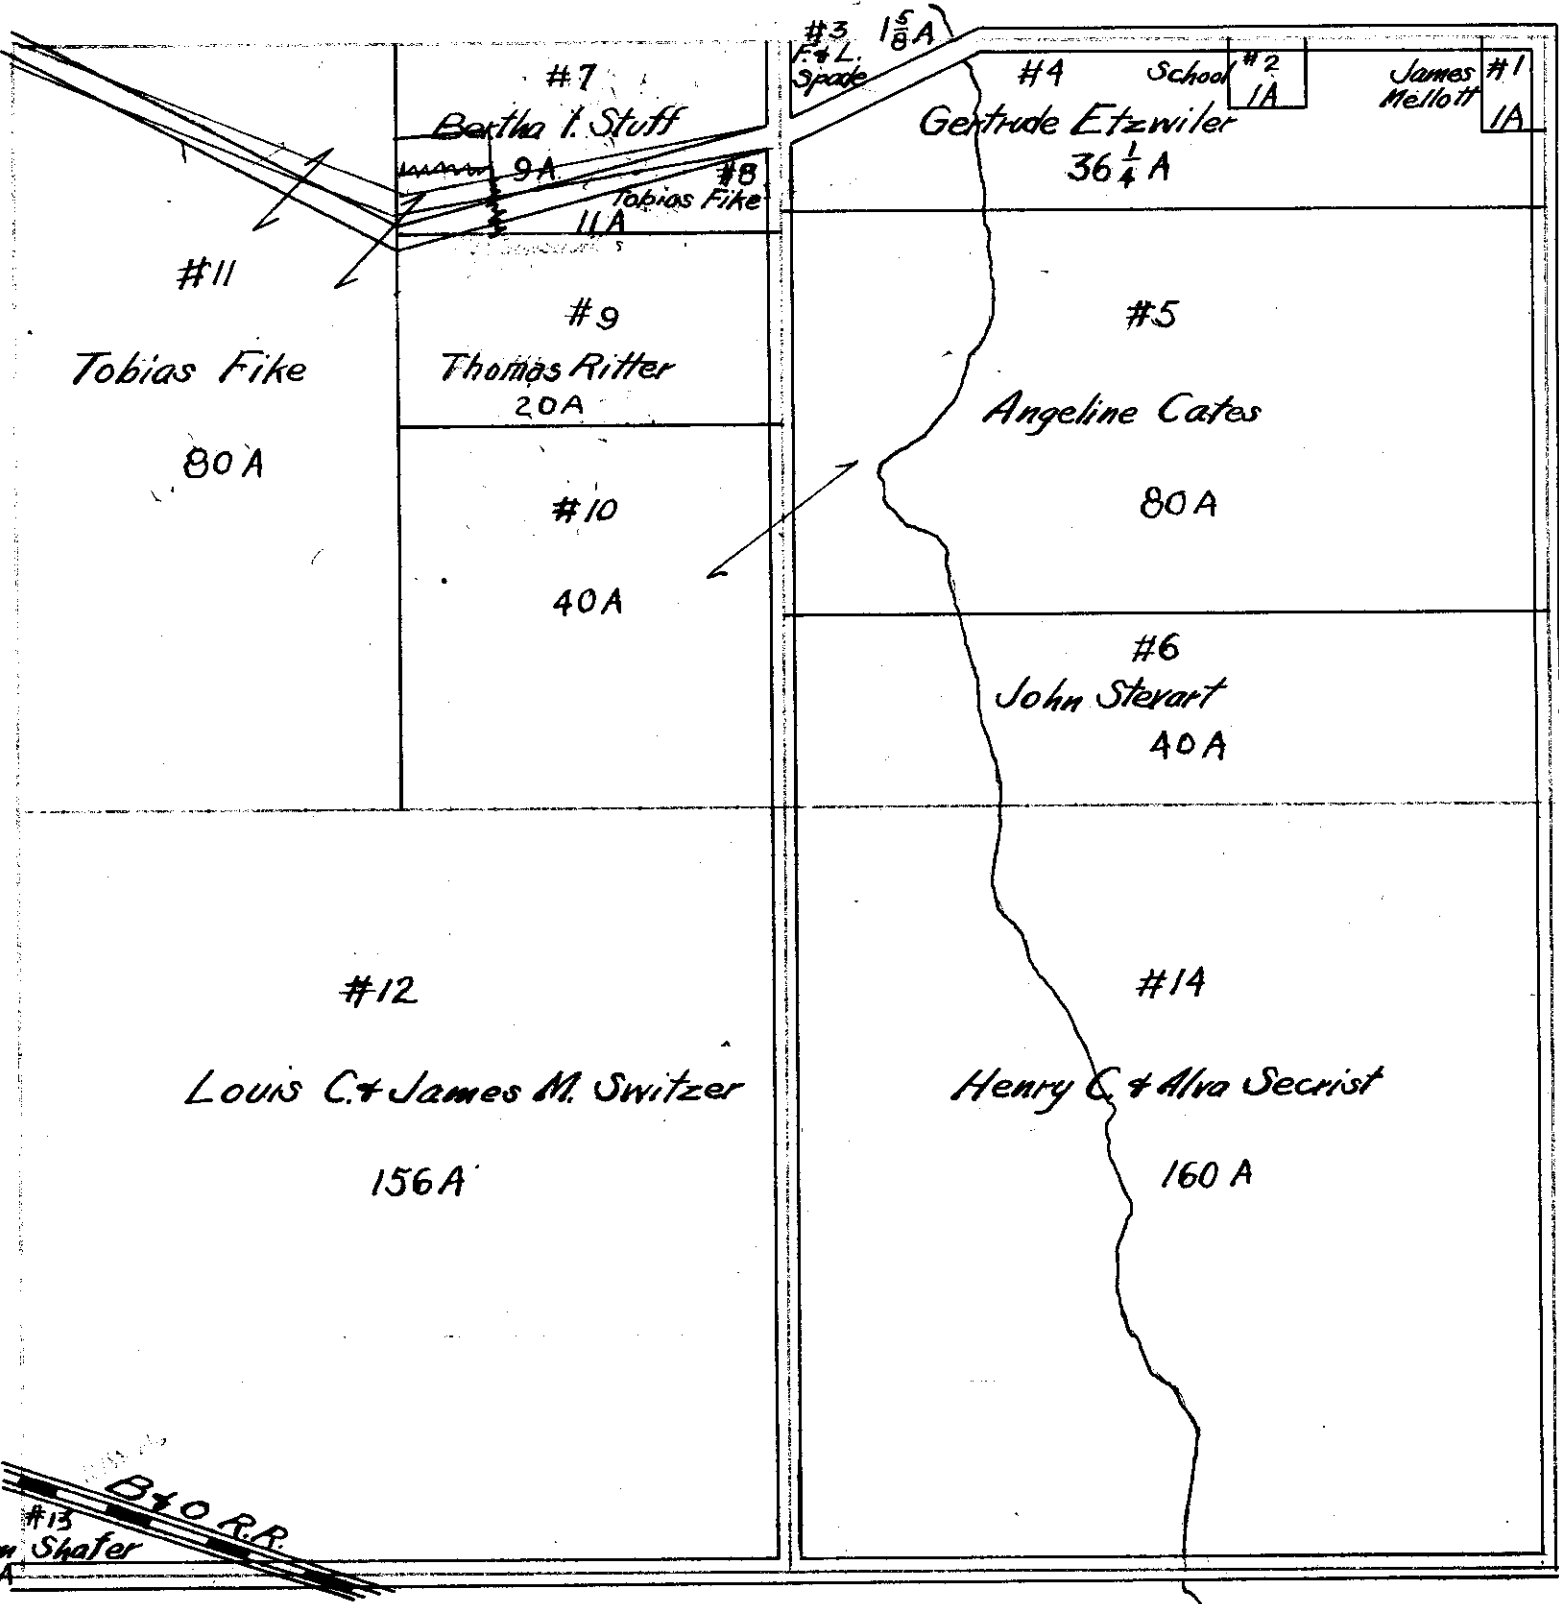 #3
1 5/8 A
F. & L.
Spade
#7
Bertha I. Stuff
9A
#8
Tobias Fike
11A
#4
Gertrude Etzwiler
36 1/4 A
School
#2
1A
James
Mellott
#1
1A
#11
Tobias Fike
80 A
#9
Thomas Ritter
20A
#10
40A
#5
Angeline Cates
80A
#6
John Stevart
40A
#12
Louis C. & James M. Switzer
156A
#14
Henry C & Alva Secrist
160 A
B & O R.R.
#13
Shafer
A